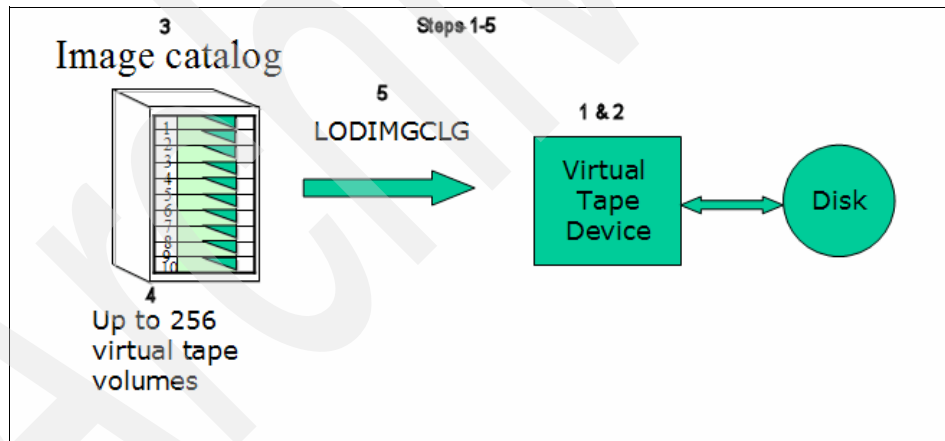 3
Steps 1-5
Image catalog
5
LODIMGCLG
1 & 2
1
2
3
4
5
6
7
8
9
10
Virtual
Tape
Device
Disk
4
Up to 256
virtual tape
volumes